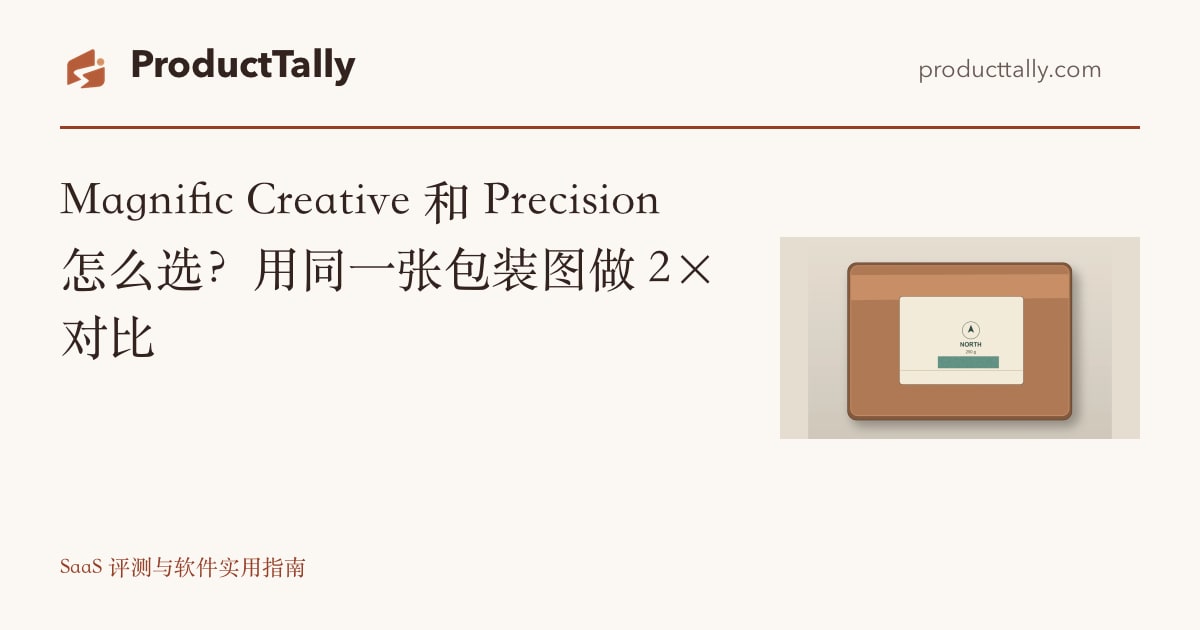 ProductTally
producttally.com
Magnific Creative 和 Precision
怎么选？用同一张包装图做 2×
对比
NORTH
250 g
SaaS 评测与软件实用指南